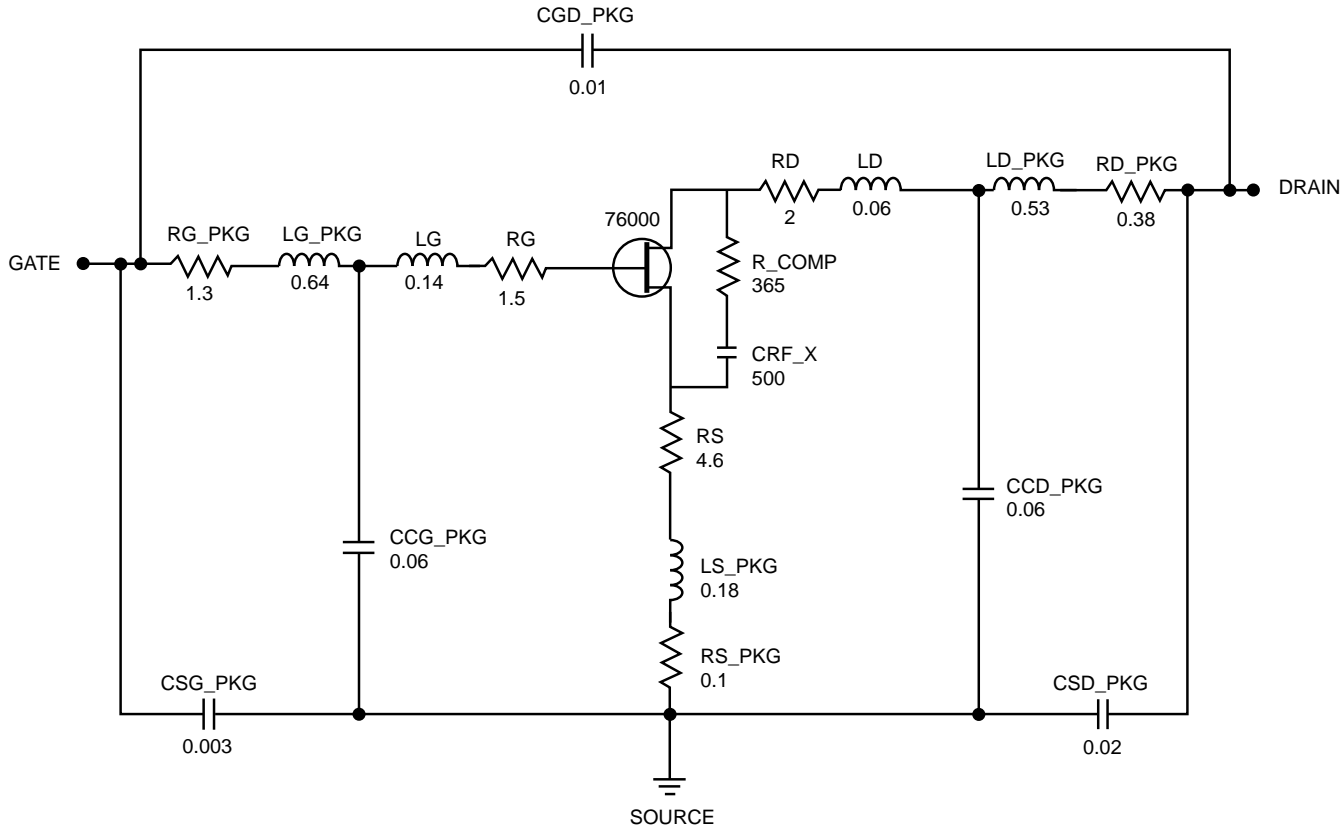 CGD_PKG
0.01
RD
LD
LD_PKG
RD_PKG
DRAIN
2
0.06
0.53
0.38
76000
GATE
RG_PKG
LG_PKG
LG
RG
1.3
0.64
0.14
1.5
R_COMP
365
CRF_X
500
RS
4.6
CCG_PKG
0.06
CCD_PKG
0.06
LS_PKG
0.18
RS_PKG
0.1
CSG_PKG
0.003
CSD_PKG
0.02
SOURCE